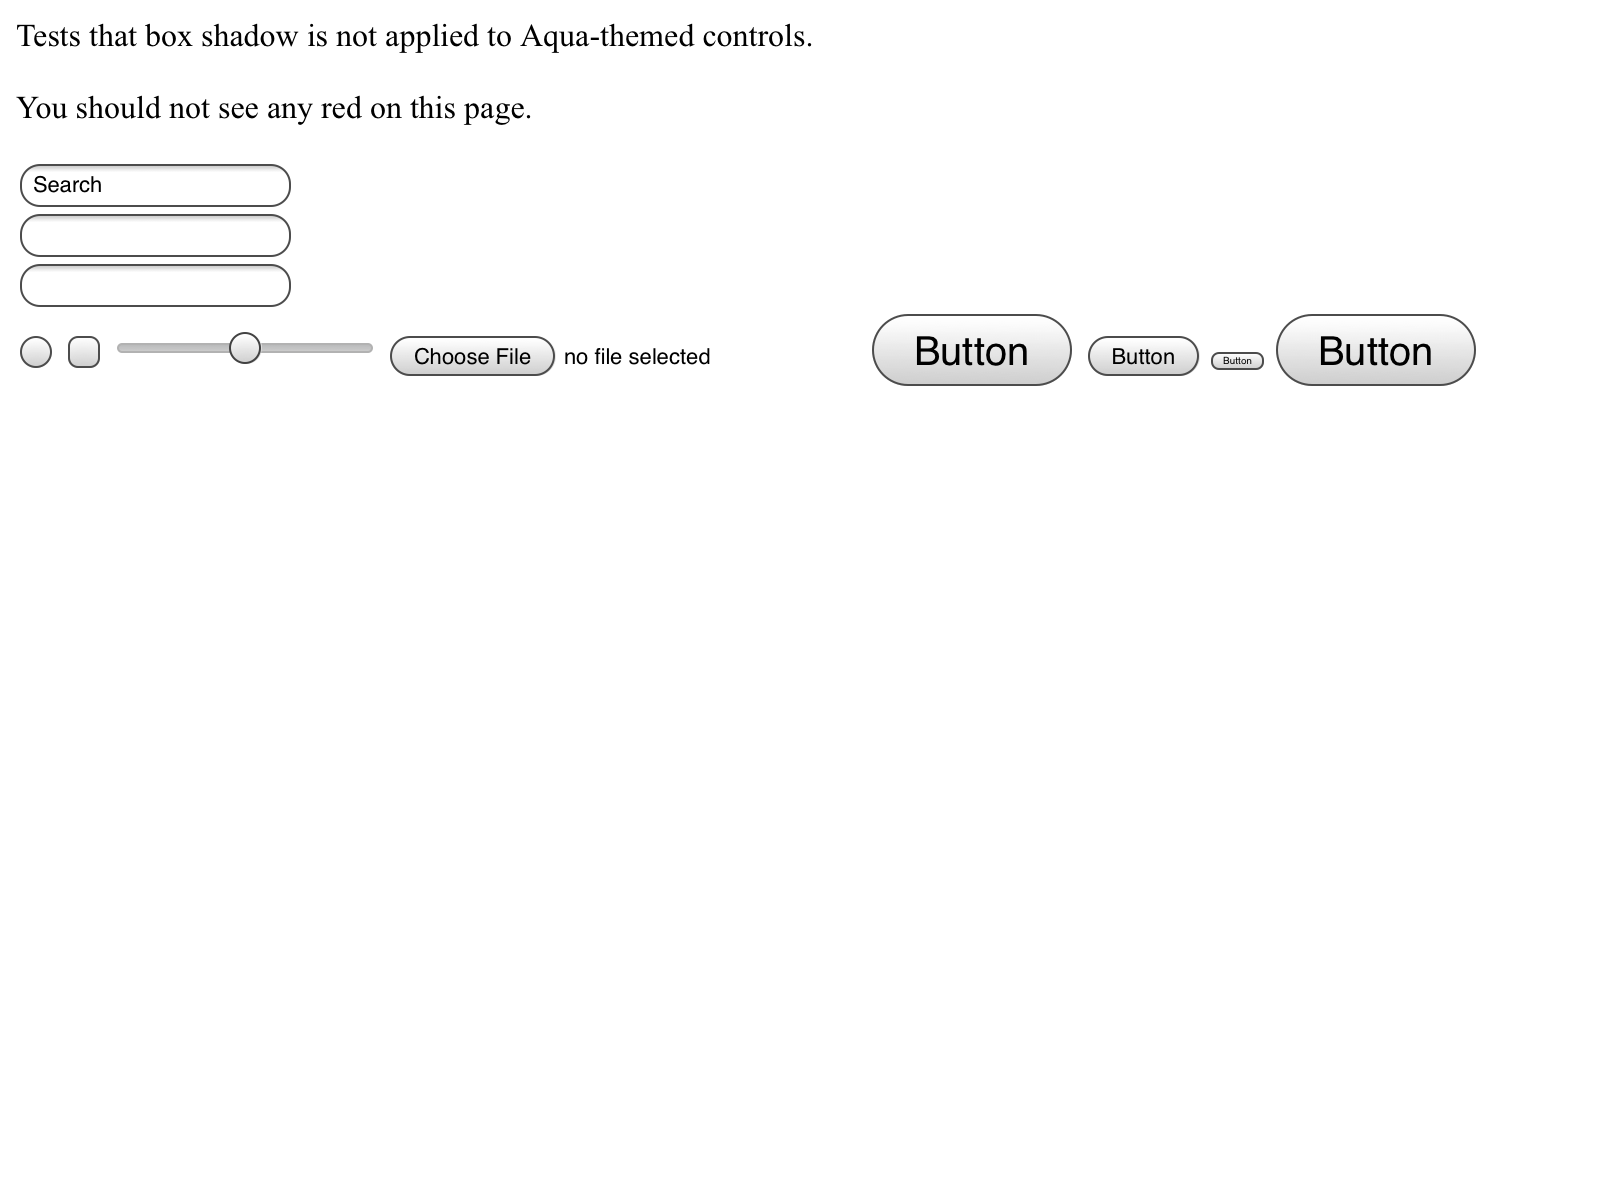 Tests that box shadow is not applied to Aqua-themed controls.
You should not see any red on this page.
Search
Choose File no file selected Button Button Button Button